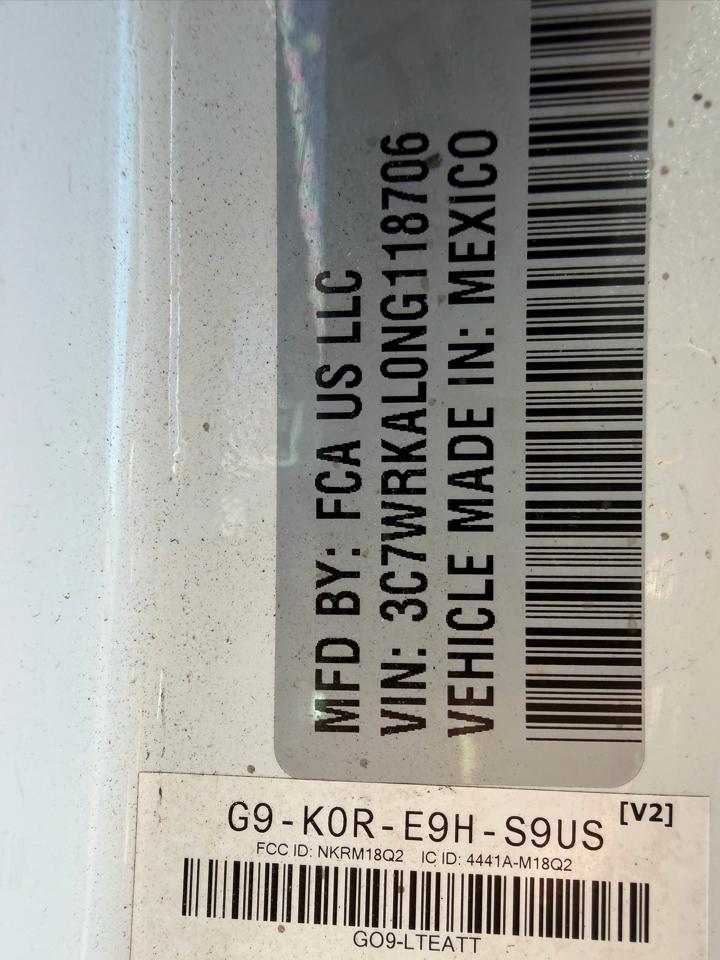 MFD BY: FCA US LLC
VIN: 3C7WRKAL0NG118706
VEHICLE MADE IN: MEXICO
G9-K0R-E9H-S9US [V2]
FCC ID: NKRM18Q2 IC ID: 4441A-M18Q2
GO9-LTEATT